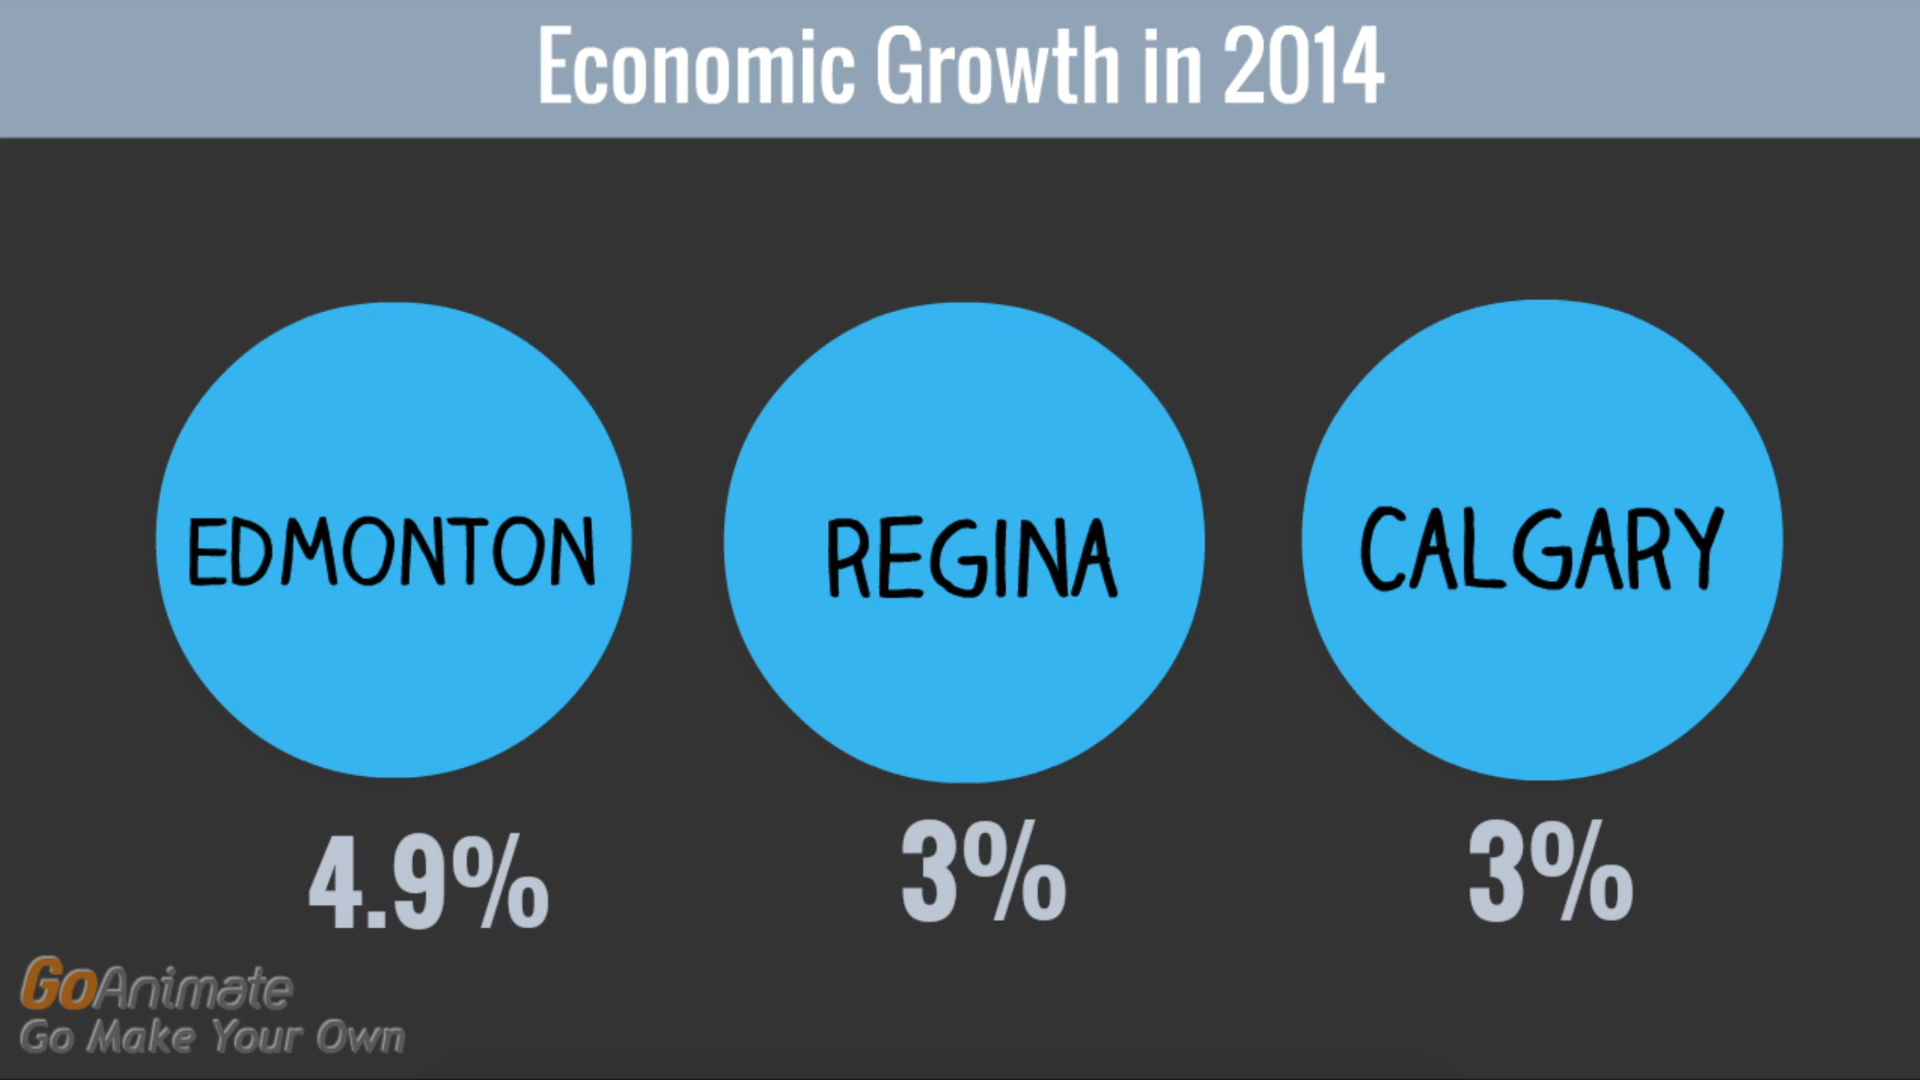 Economic Growth in 2014
EDMONTON
REGINA
CALGARY
4.9%
3%
3%
GoAnimate
Go Make Your Own